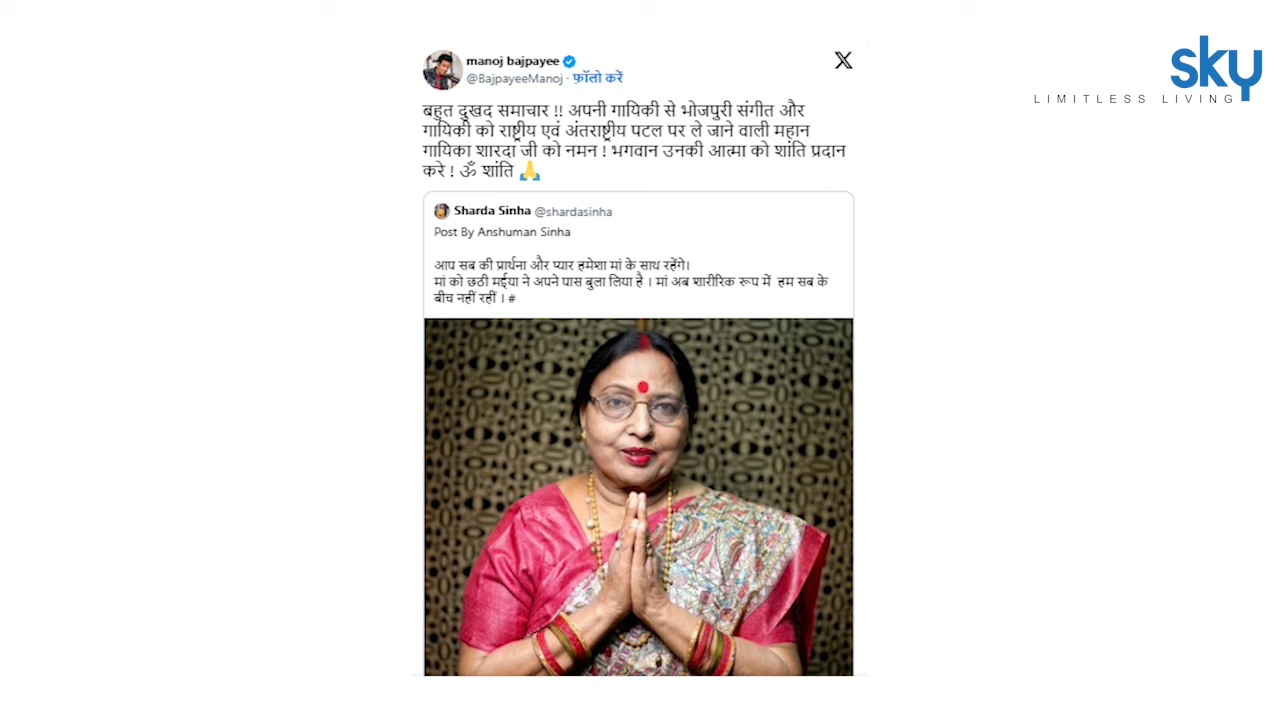 manoj bajpayee
@BajpayeeManoj · फ़ॉलो करें
X
sky
LIMITLESS LIVING
बहुत दुखद समाचार !! अपनी गायिकी से भोजपुरी संगीत और
गायिकी को राष्ट्रीय एवं अंतराष्ट्रीय पटल पर ले जाने वाली महान
गायिका शारदा जी को नमन ! भगवान उनकी आत्मा को शांति प्रदान
करे ! ॐ शांति 🙏
Sharda Sinha @shardasinha
Post By Anshuman Sinha
आप सब की प्रार्थना और प्यार हमेशा मां के साथ रहेंगे।
मां को छठी मईया ने अपने पास बुला लिया है । मां अब शारीरिक रूप में हम सब के
बीच नहीं रहीं । #